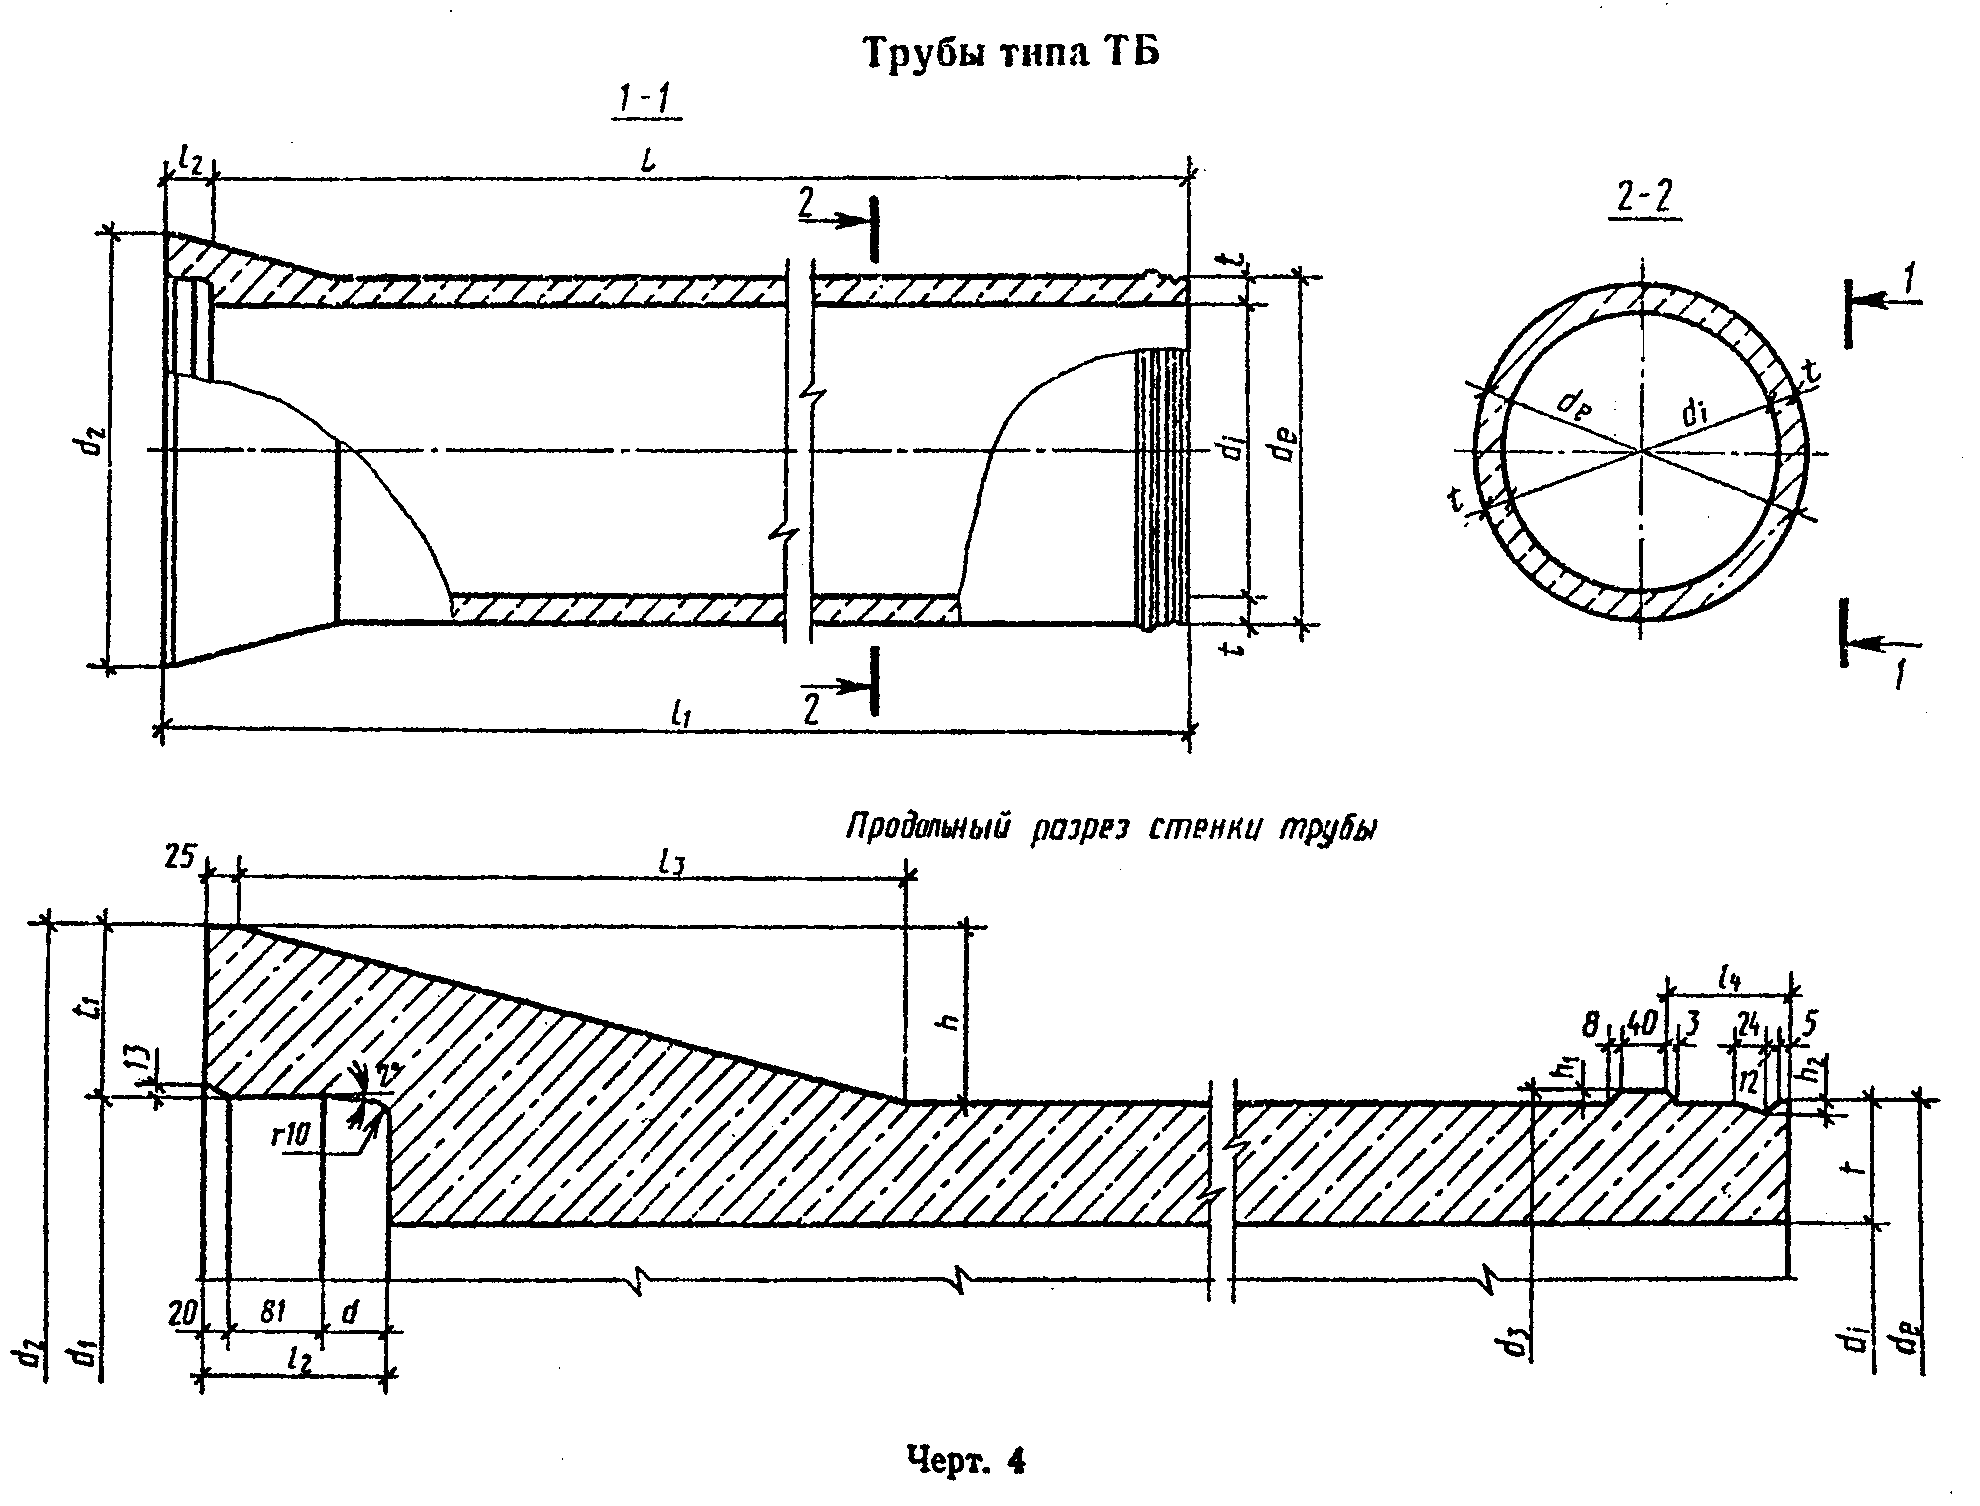 Трубы типа ТБ
1-1
l2 l
2
2-2
t
1
d2
di
de
de
di
t
t
t
1
2
l1
Продольный разрез стенки трубы
25
l3
t1
h
l4
8 40 3 24 5
13
h1
r2
h2
r10
t
20 81 d
l2
d2
d1
d3
di
de
Черт. 4